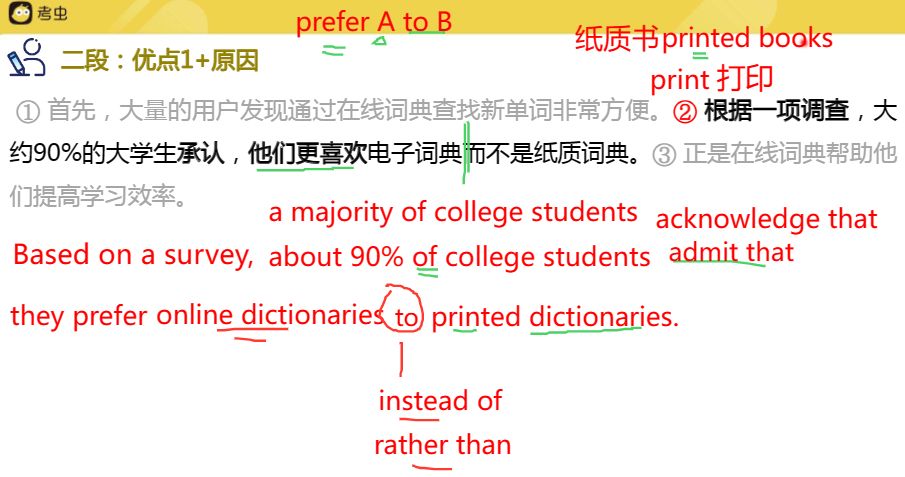 考虫
prefer A to B
纸质书printed books
二段：优点1+原因
print 打印
① 首先，大量的用户发现通过在线词典查找新单词非常方便。② 根据一项调查，大
约90%的大学生承认，他们更喜欢电子词典而不是纸质词典。③ 正是在线词典帮助他
们提高学习效率。
a majority of college students
acknowledge that
Based on a survey, about 90% of college students admit that
they prefer online dictionaries to printed dictionaries.
instead of
rather than